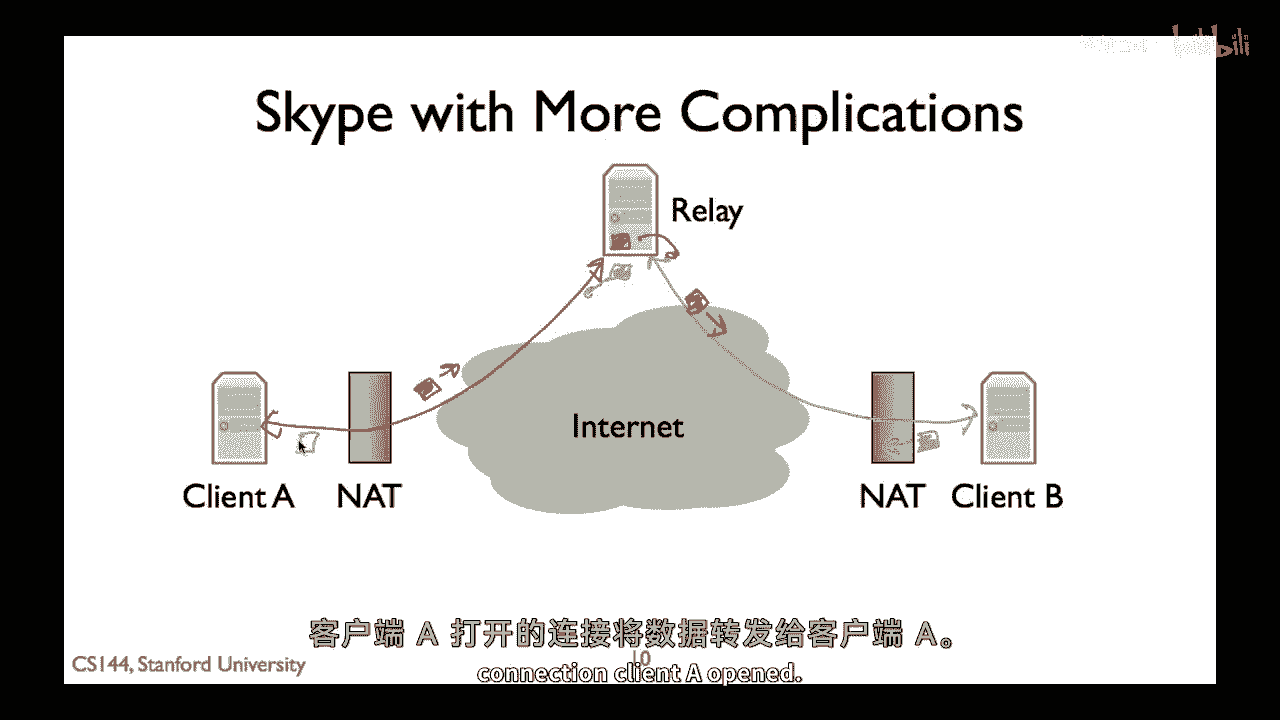 bilibili
Skype with More Complications
Relay
Internet
Client A
NAT
NAT
Client B
客户端 A 打开的连接将数据转发给客户端 A。
CS144, Stanford University
10
connection client A opened.